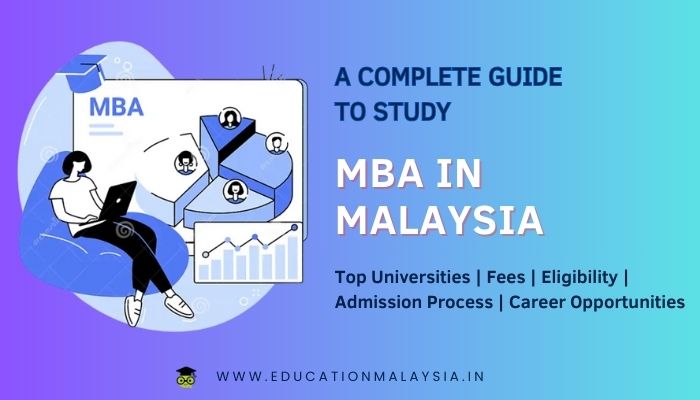 MBA
A COMPLETE GUIDE
TO STUDY
MBA IN
MALAYSIA
Top Universities | Fees | Eligibility |
Admission Process | Career Opportunities
WWW.EDUCATIONMALAYSIA.IN